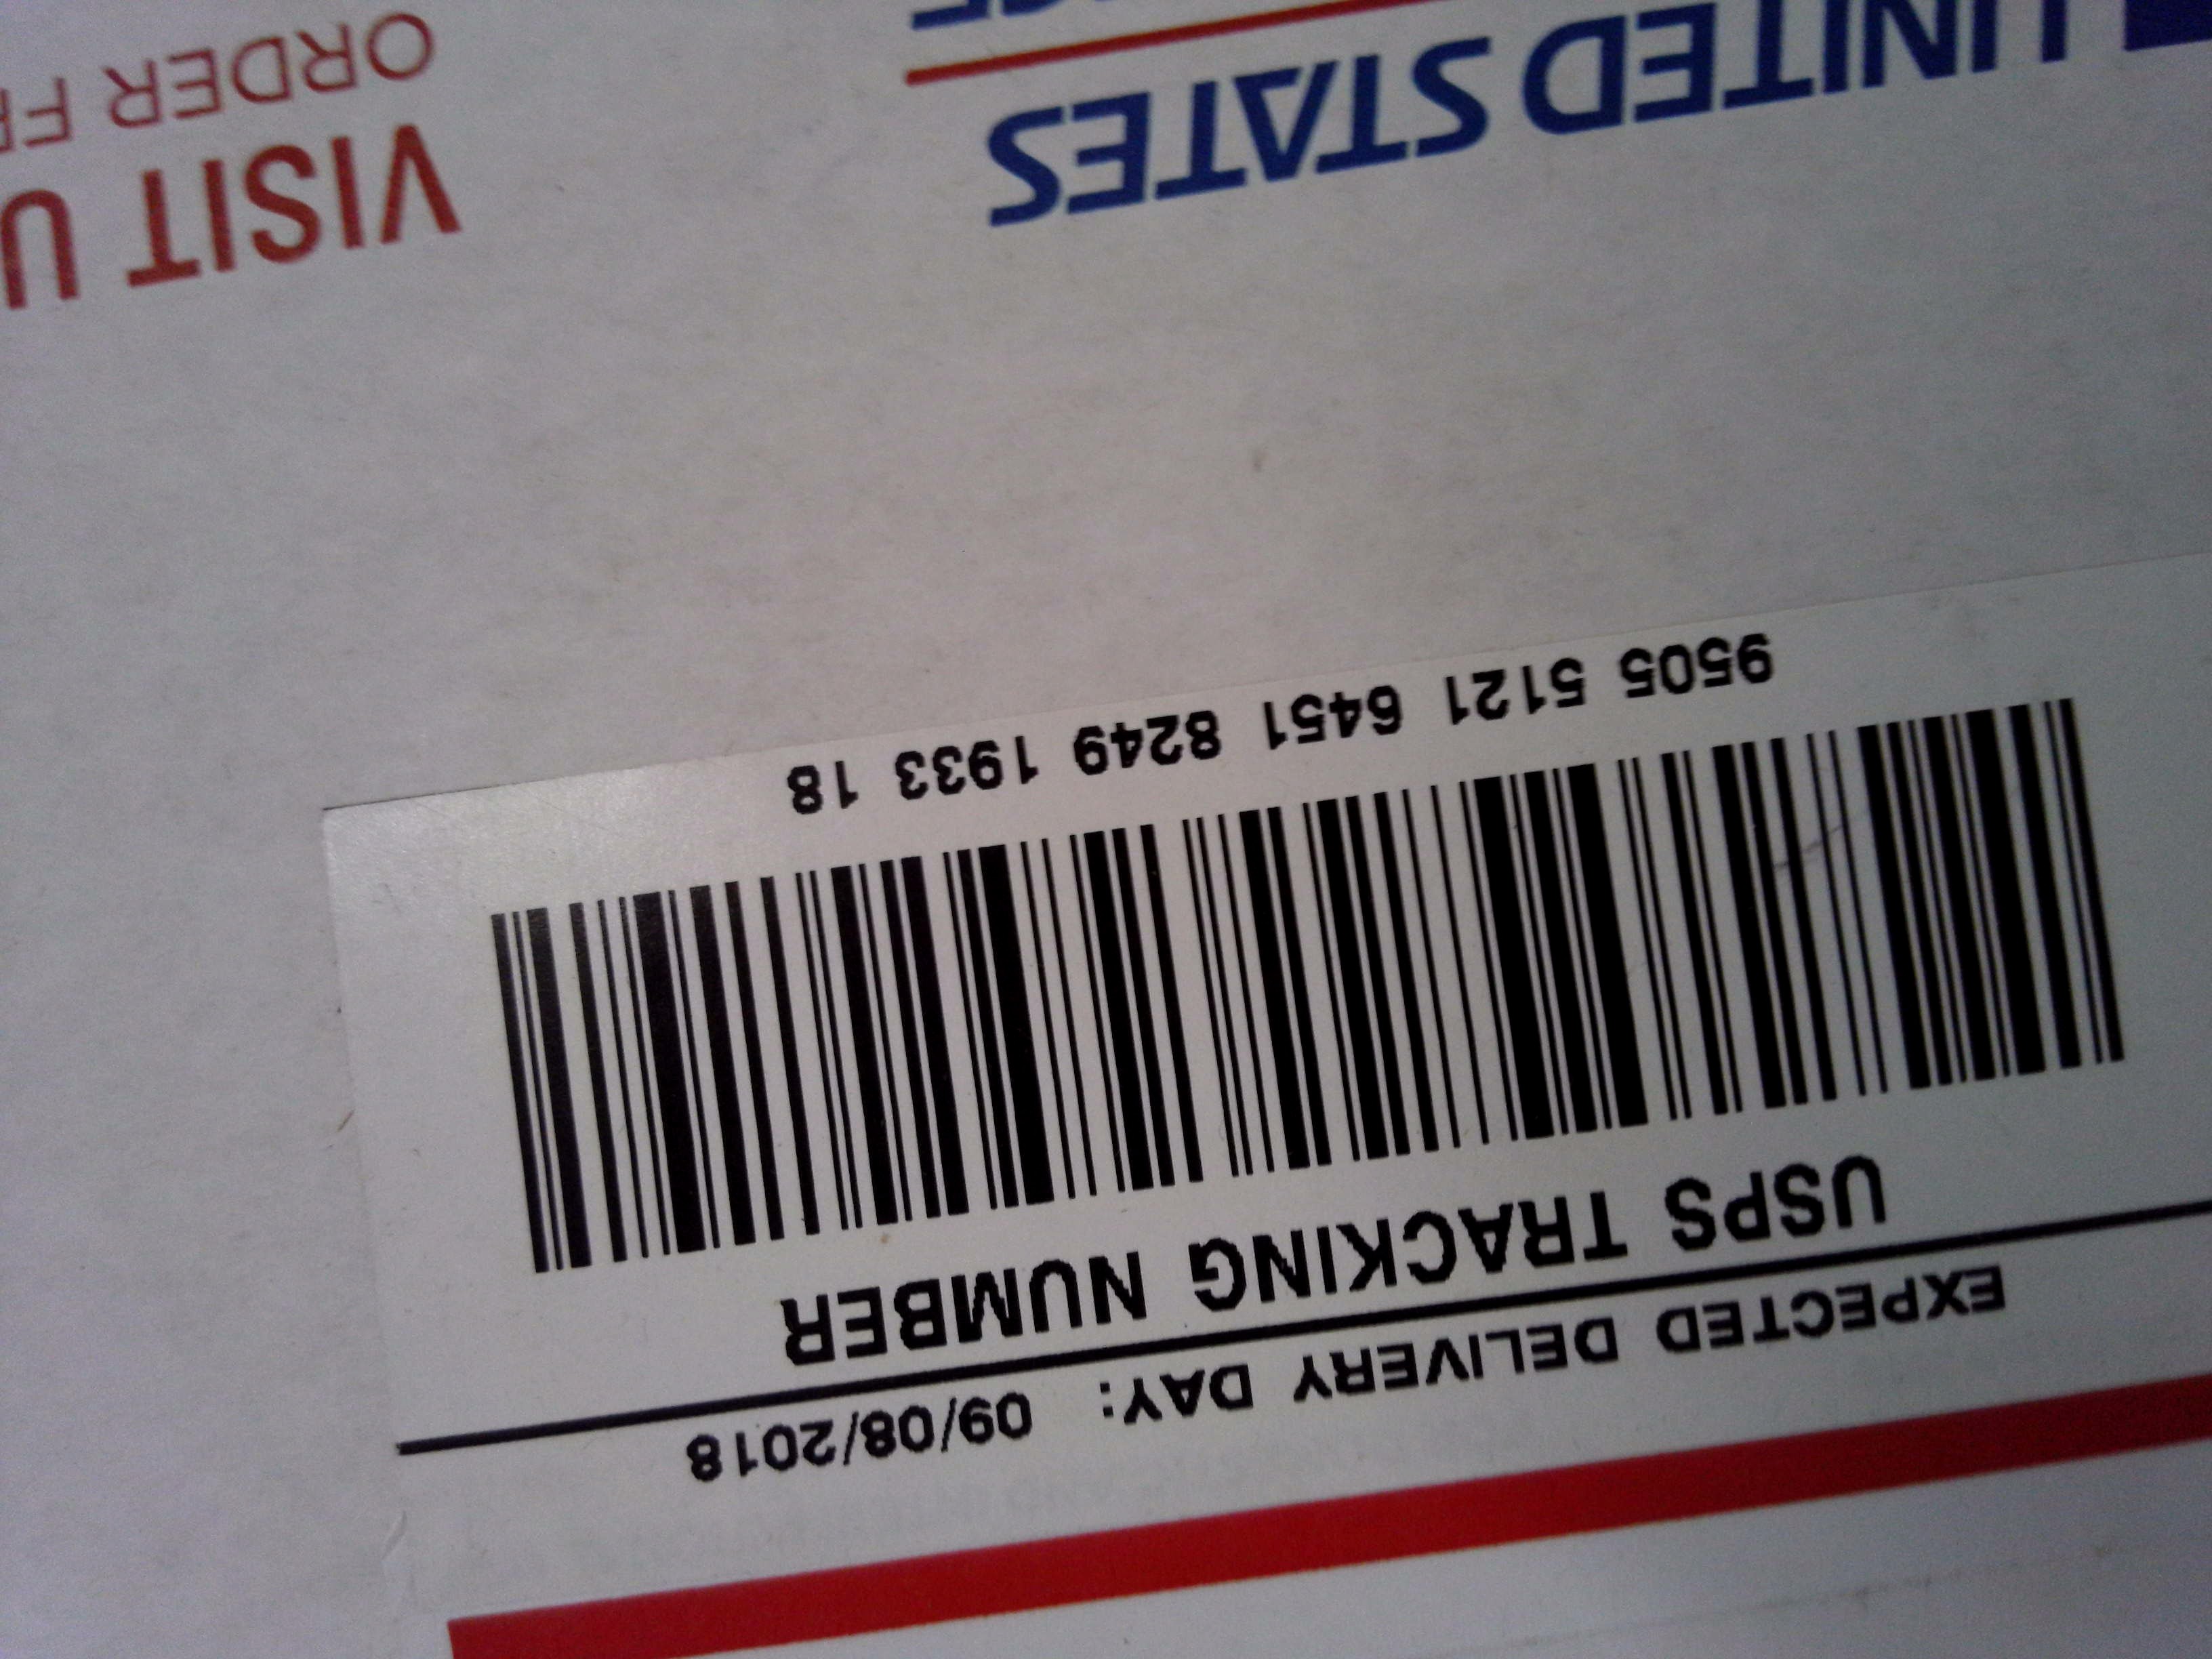 EXPECTED DELIVERY DAY: 09/08/2018
USPS TRACKING NUMBER
9505 5121 6451 8249 1933 18
UNITED STATES
VISIT U
ORDER FR